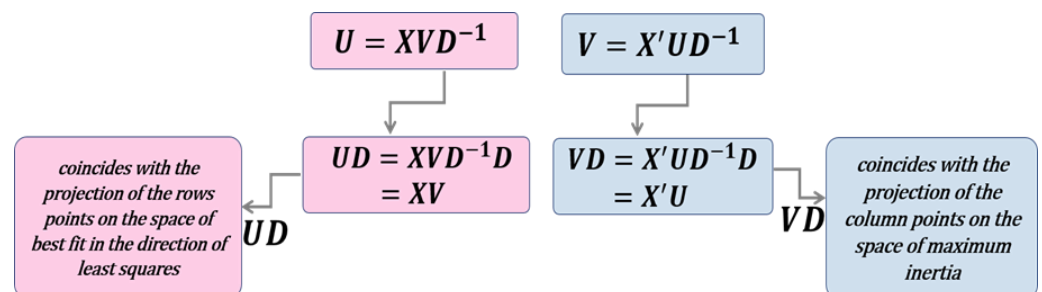 U = XVD⁻¹
V = X′UD⁻¹
UD = XVD⁻¹D
= XV
VD = X′UD⁻¹D
= X′U
coincides with the
projection of the rows
points on the space of
best fit in the direction of
least squares
UD
VD
coincides with the
projection of the
column points on the
space of maximum
inertia